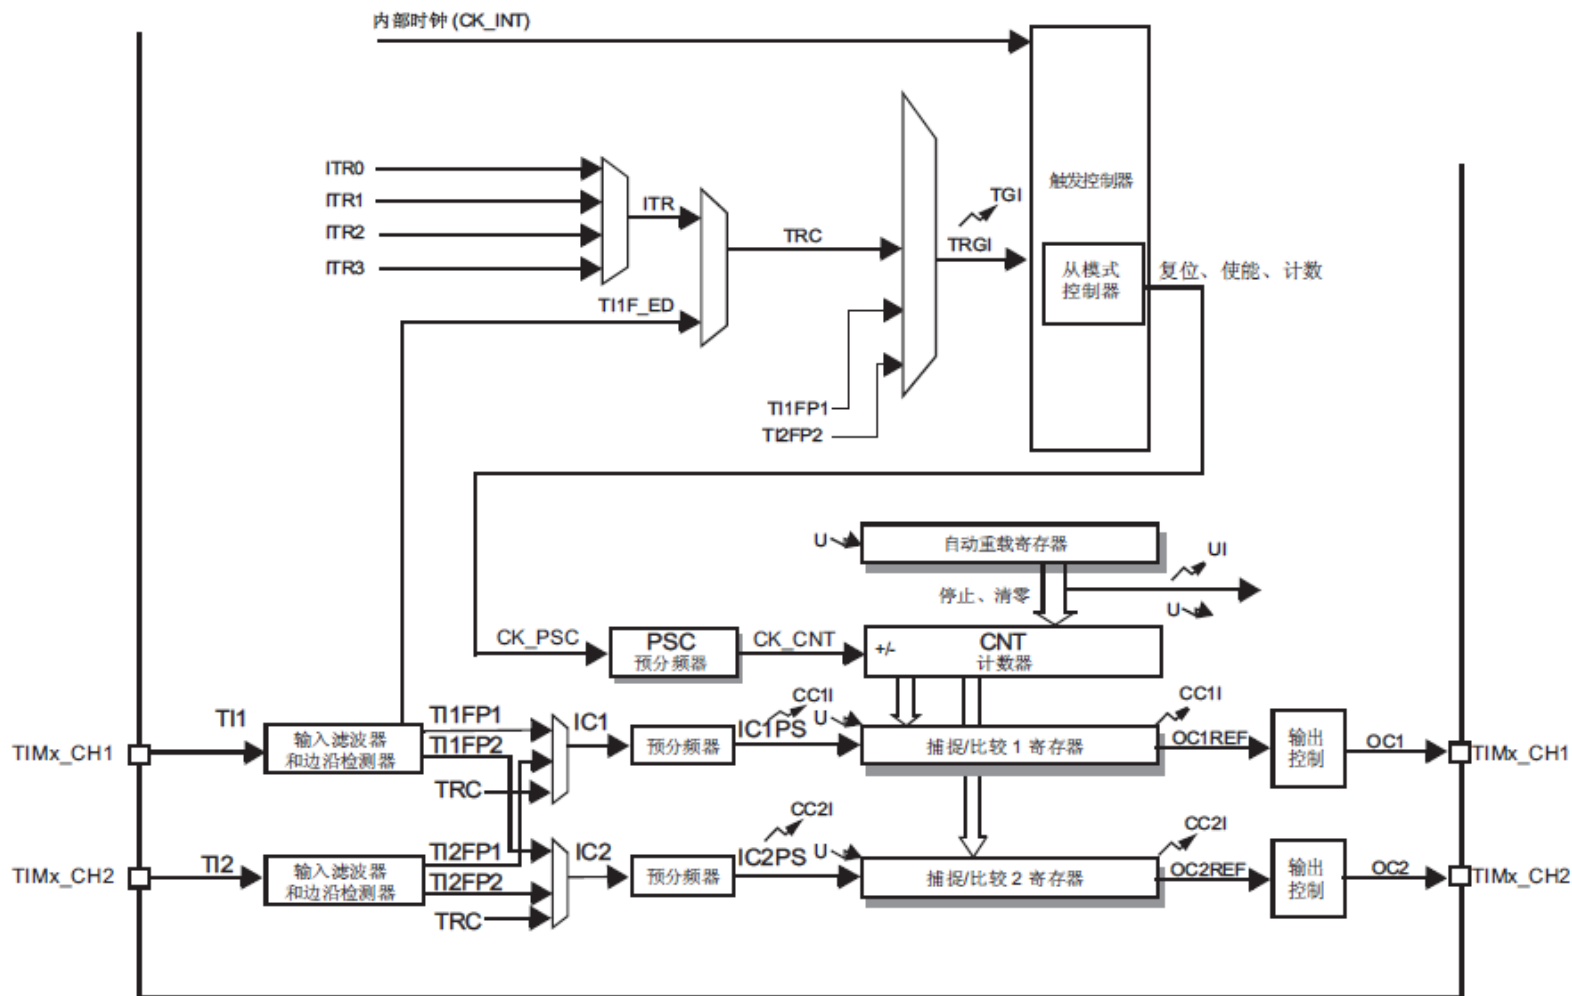 内部时钟 (CK_INT)
ITR0
ITR1
ITR2
ITR3
ITR
TI1F_ED
TRC
TGI
TRGI
TI1FP1
TI2FP2
触发控制器
从模式
控制器
复位、使能、计数
U
自动重载寄存器
UI
停止、清零
U
CK_PSC
PSC
预分频器
CK_CNT
+/-
CNT
计数器
TIMx_CH1
TI1
输入滤波器
和边沿检测器
TI1FP1
TI1FP2
TRC
IC1
预分频器
CC1I
IC1PS
U
捕捉/比较 1 寄存器
CC1I
OC1REF
输出
控制
OC1
TIMx_CH1
TIMx_CH2
TI2
输入滤波器
和边沿检测器
TI2FP1
TI2FP2
TRC
IC2
预分频器
CC2I
IC2PS
U
捕捉/比较 2 寄存器
CC2I
OC2REF
输出
控制
OC2
TIMx_CH2